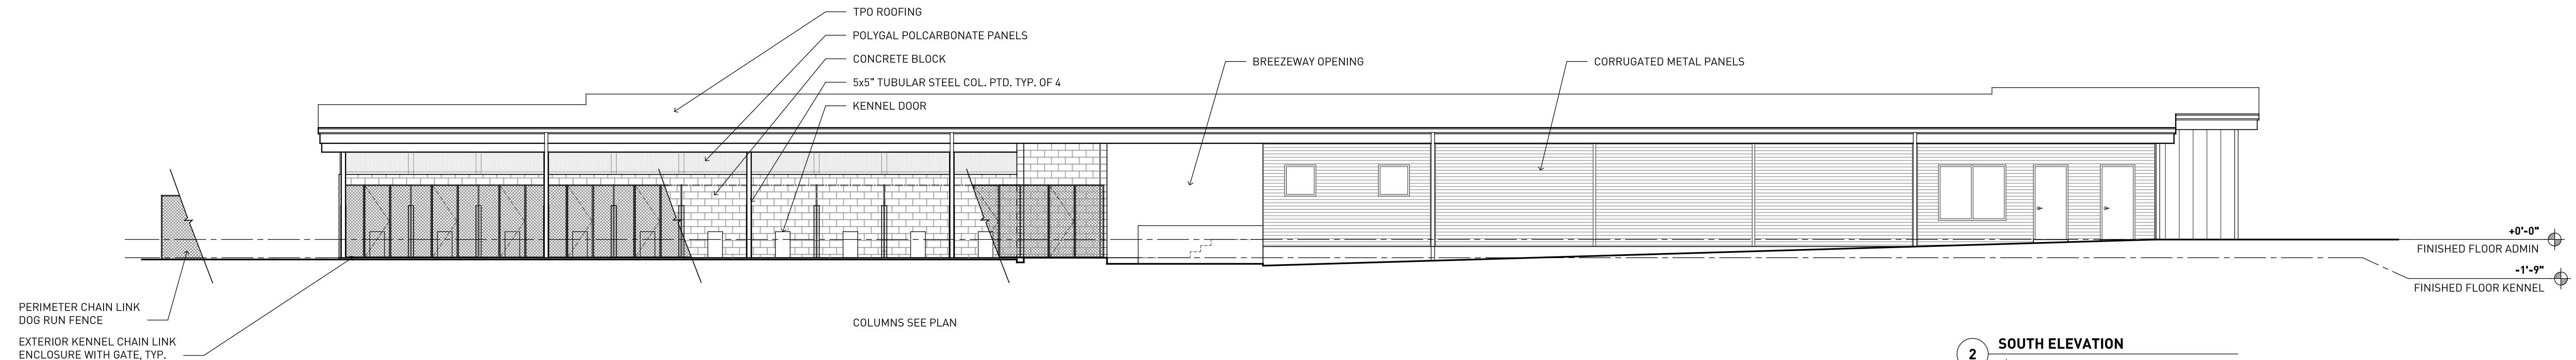 TPO ROOFING
POLYGAL POLCARBONATE PANELS
CONCRETE BLOCK
5x5" TUBULAR STEEL COL. PTD. TYP. OF 4
KENNEL DOOR
BREEZEWAY OPENING
CORRUGATED METAL PANELS
+0'-0"
FINISHED FLOOR ADMIN
-1'-9"
FINISHED FLOOR KENNEL
PERIMETER CHAIN LINK
DOG RUN FENCE
EXTERIOR KENNEL CHAIN LINK
ENCLOSURE WITH GATE, TYP.
COLUMNS SEE PLAN
2 SOUTH ELEVATION